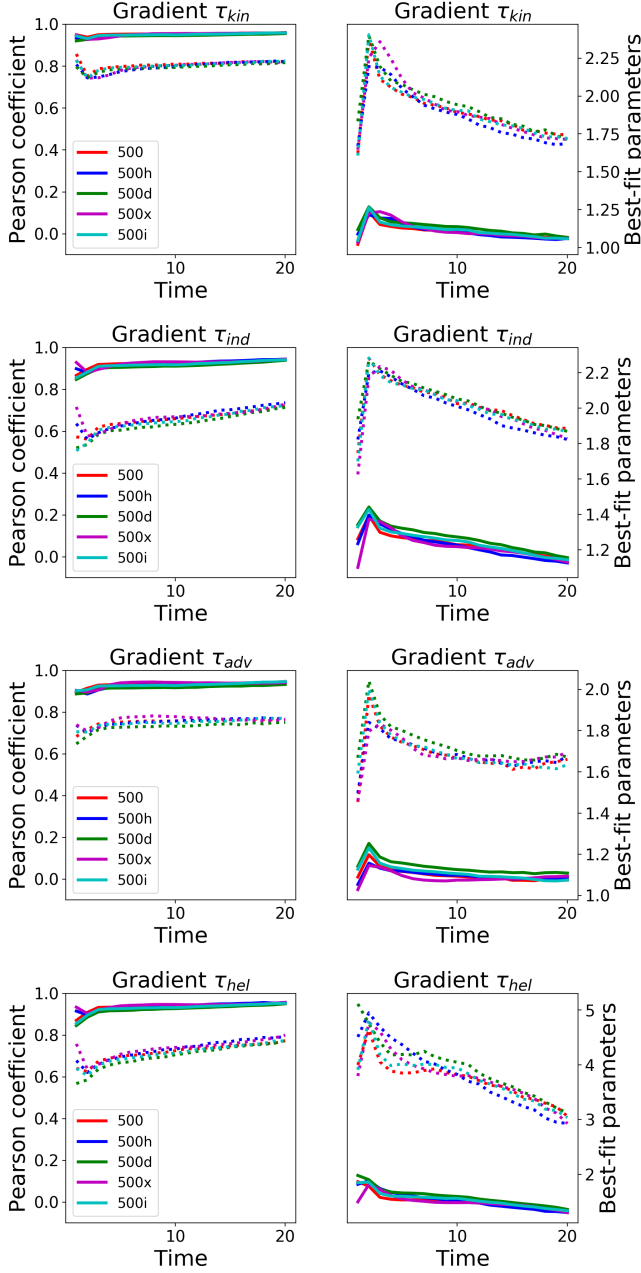 Gradient τkin
Gradient τkin
Pearson coefficient
1.0
0.8
0.6
0.4
0.2
0.0
500
500h
500d
500x
500i
10
20
Time
2.25
2.00
1.75
1.50
1.25
1.00
Best-fit parameters
10
20
Time
Gradient τind
Gradient τind
Pearson coefficient
1.0
0.8
0.6
0.4
0.2
0.0
500
500h
500d
500x
500i
10
20
Time
2.2
2.0
1.8
1.6
1.4
1.2
Best-fit parameters
10
20
Time
Gradient τadv
Gradient τadv
Pearson coefficient
1.0
0.8
0.6
0.4
0.2
0.0
500
500h
500d
500x
500i
10
20
Time
2.0
1.8
1.6
1.4
1.2
1.0
Best-fit parameters
10
20
Time
Gradient τhel
Gradient τhel
Pearson coefficient
1.0
0.8
0.6
0.4
0.2
0.0
500
500h
500d
500x
500i
10
20
Time
5
4
3
2
Best-fit parameters
10
20
Time